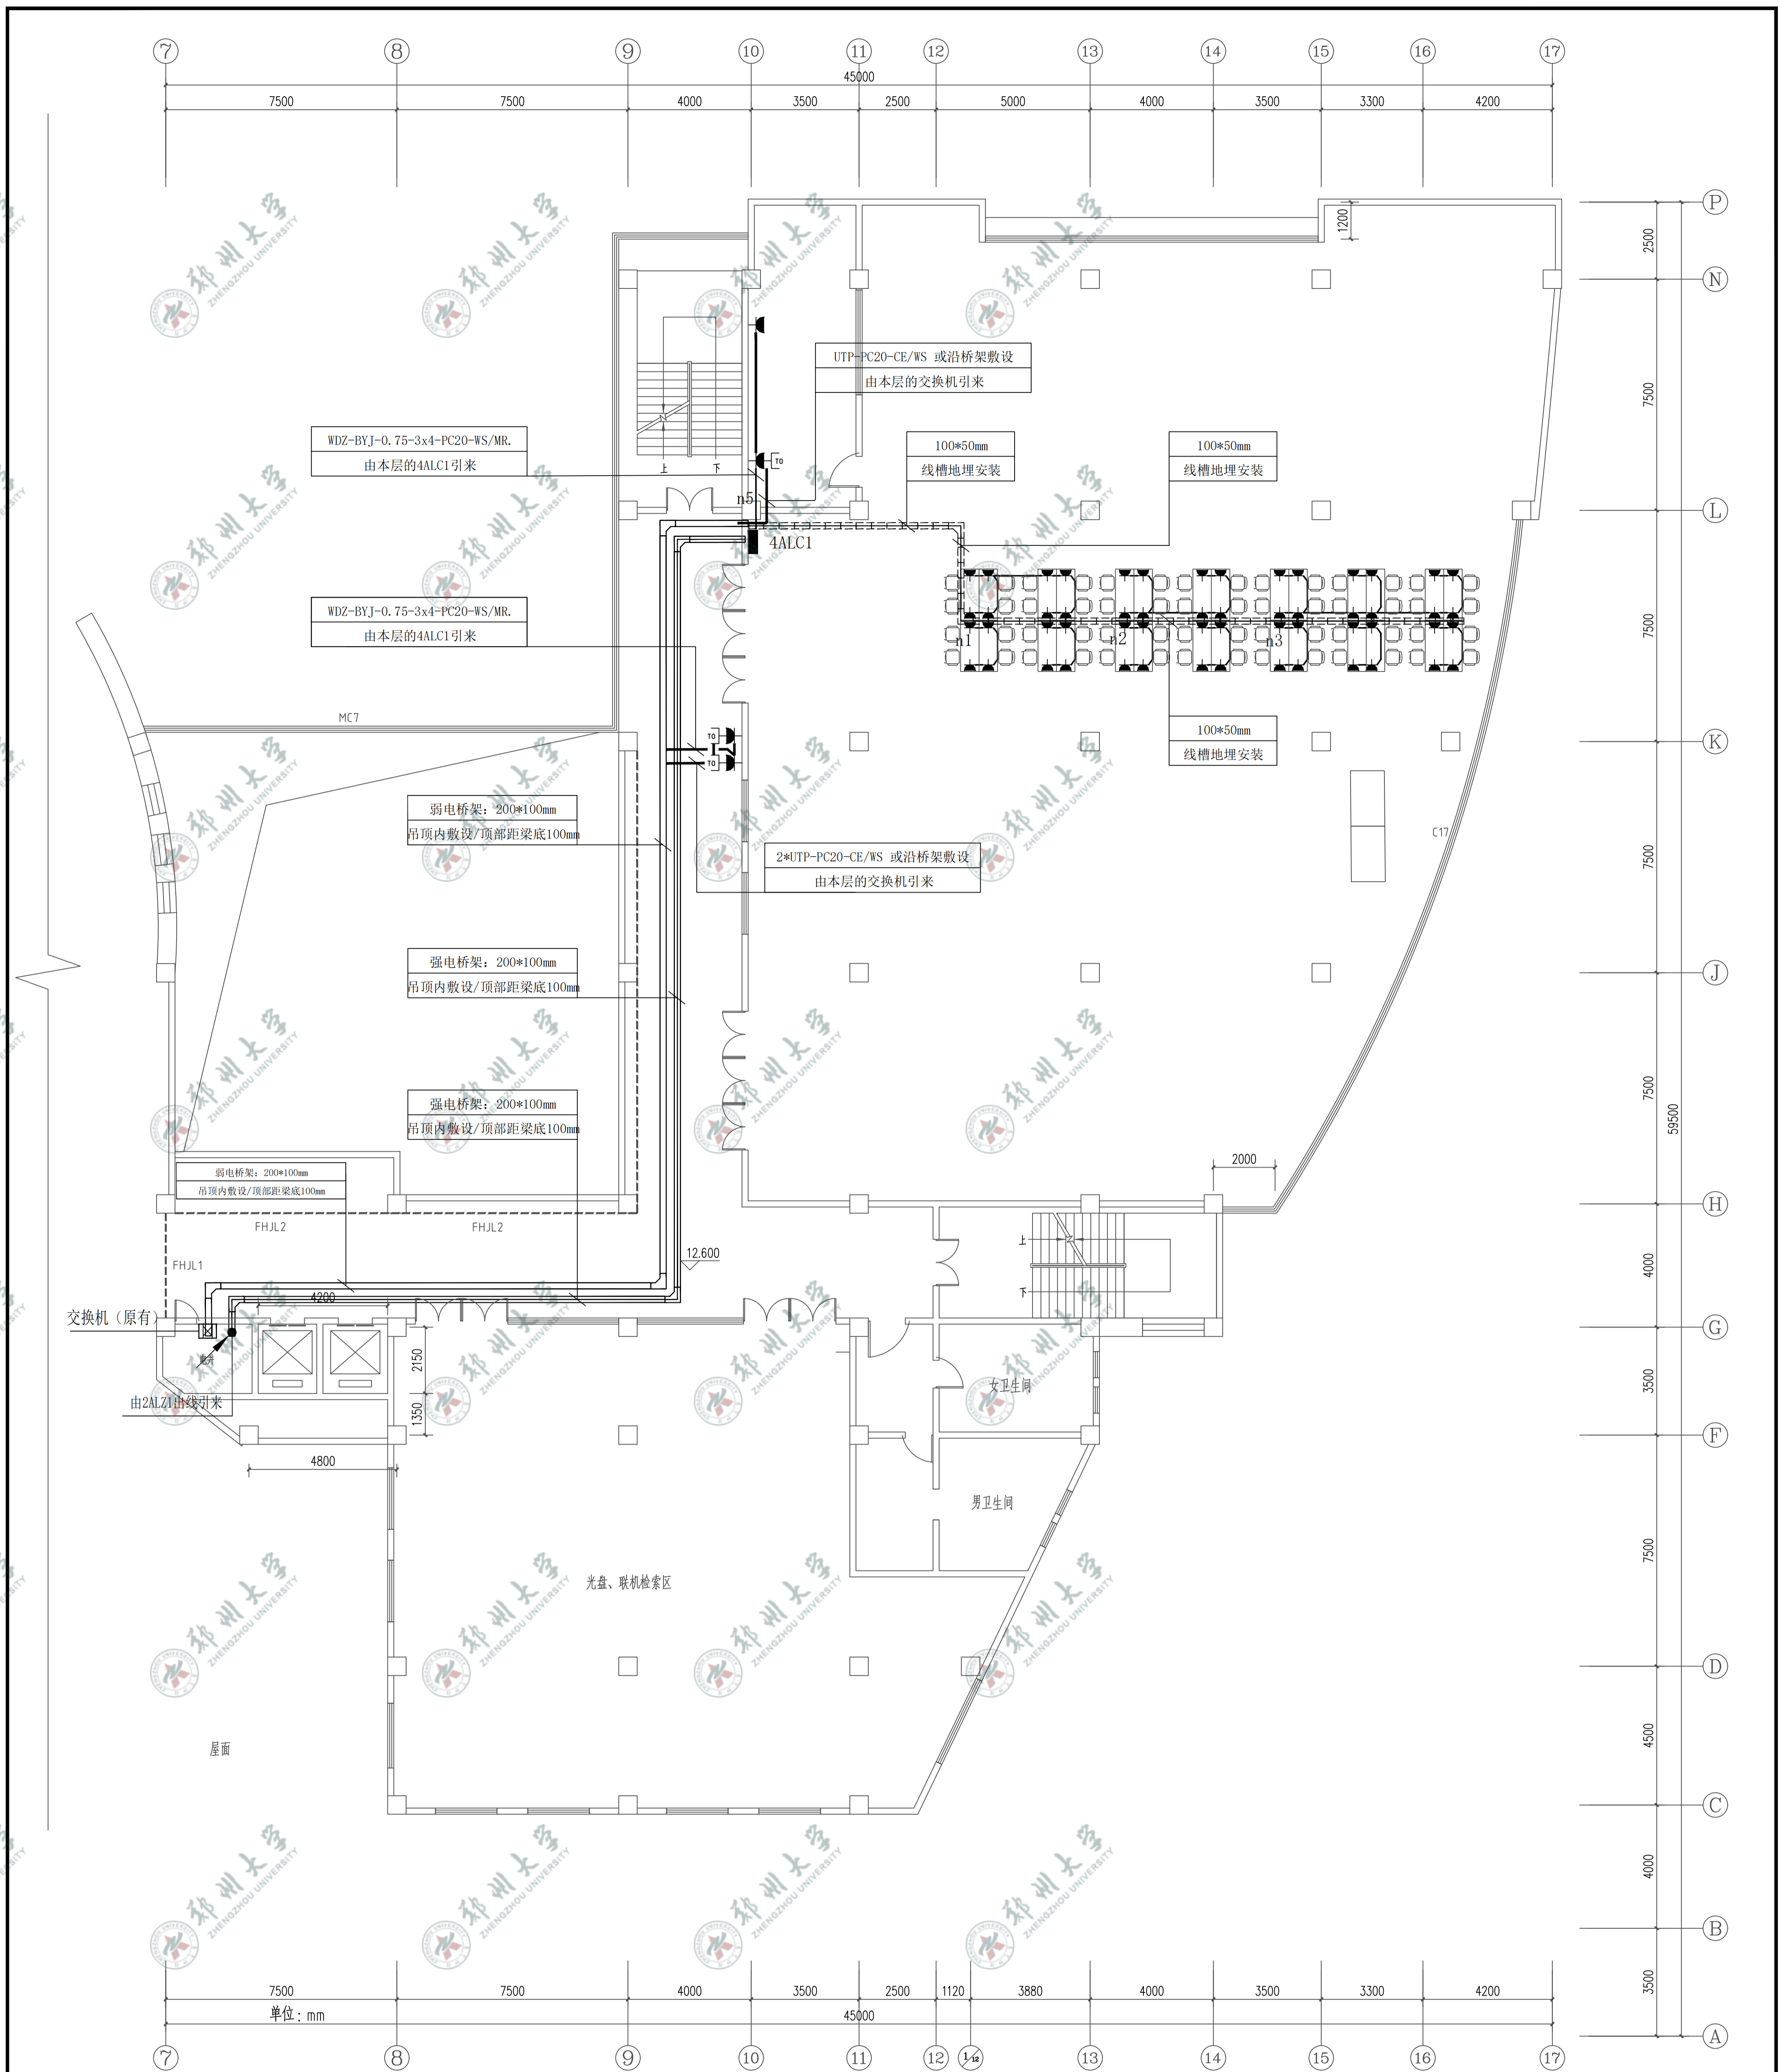 7 8 9 10 11 12 13 14 15 16 17
45000
7500 7500 4000 3500 2500 5000 4000 3500 3300 4200
P
1200
2500
N
UTP-PC20-CE/WS 或沿桥架敷设
由本层的交换机引来
7500
WDZ-BYJ-0.75-3x4-PC20-WS/MR.
由本层的4ALC1引来
100*50mm
线槽地埋安装
100*50mm
线槽地埋安装
上 下
TO
n5
L
4ALC1
WDZ-BYJ-0.75-3x4-PC20-WS/MR.
由本层的4ALC1引来
7500
n1 n2 n3
MC7
100*50mm
线槽地埋安装
TO
TO
K
弱电桥架：200*100mm
吊顶内敷设/顶部距梁底100mm
C17
7500
2*UTP-PC20-CE/WS 或沿桥架敷设
由本层的交换机引来
强电桥架：200*100mm
吊顶内敷设/顶部距梁底100mm
J
强电桥架：200*100mm
吊顶内敷设/顶部距梁底100mm
7500
59500
弱电桥架：200*100mm
吊顶内敷设/顶部距梁底100mm
2000
H
FHJL2 FHJL2
FHJL1
12.600
上
下
4000
4200
交换机（原有）
G
电井
2150
由2ALZ1出线引来
1350
女卫生间
3500
F
4800
男卫生间
7500
光盘、联机检索区
D
屋面
4500
C
4000
B
7500 7500 4000 3500 2500 1120 3880 4000 3500 3300 4200
3500
单位：mm
45000
A
7 8 9 10 11 12 1/12 13 14 15 16 17
郑州大学
ZHENGZHOU UNIVERSITY